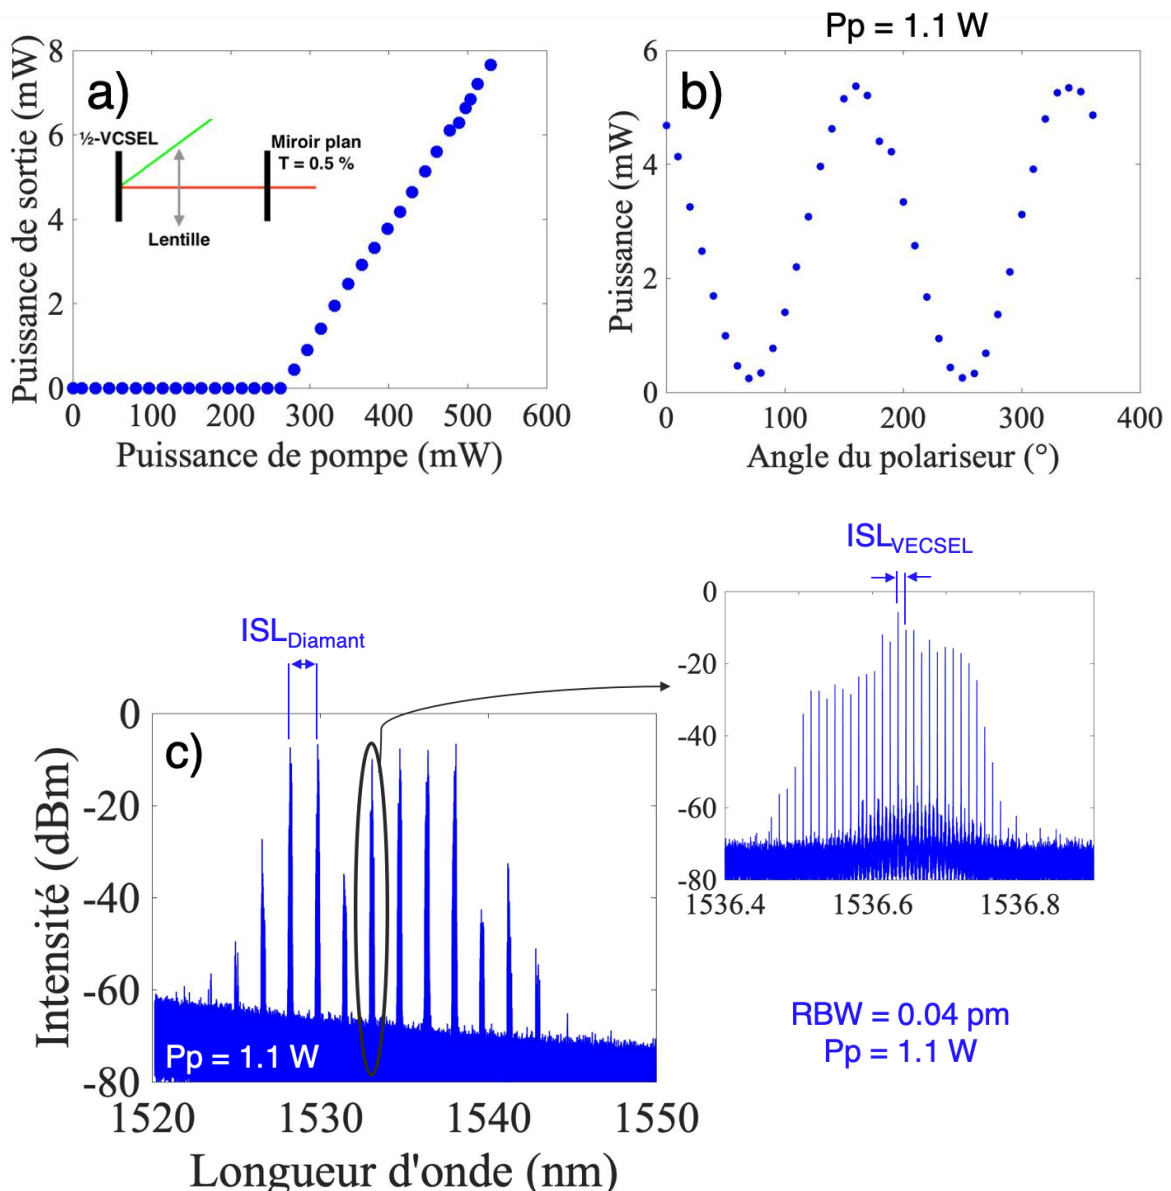 a)
Puissance de sortie (mW)
8
6
4
2
0
½-VCSEL
Miroir plan
T = 0.5 %
Lentille
0 100 200 300 400 500 600
Puissance de pompe (mW)
Pp = 1.1 W
b)
Puissance (mW)
6
4
2
0
0 100 200 300 400
Angle du polariseur (°)
ISL_Diamant
c)
Intensité (dBm)
0
-20
-40
-60
-80
Pp = 1.1 W
1520 1530 1540 1550
Longueur d'onde (nm)
ISL_VECSEL
0
-20
-40
-60
-80
1536.4 1536.6 1536.8
RBW = 0.04 pm
Pp = 1.1 W